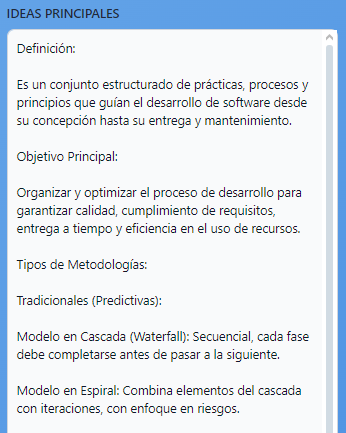 IDEAS PRINCIPALES
Definición:
Es un conjunto estructurado de prácticas, procesos y
principios que guían el desarrollo de software desde
su concepción hasta su entrega y mantenimiento.
Objetivo Principal:
Organizar y optimizar el proceso de desarrollo para
garantizar calidad, cumplimiento de requisitos,
entrega a tiempo y eficiencia en el uso de recursos.
Tipos de Metodologías:
Tradicionales (Predictivas):
Modelo en Cascada (Waterfall): Secuencial, cada fase
debe completarse antes de pasar a la siguiente.
Modelo en Espiral: Combina elementos del cascada
con iteraciones, con enfoque en riesgos.